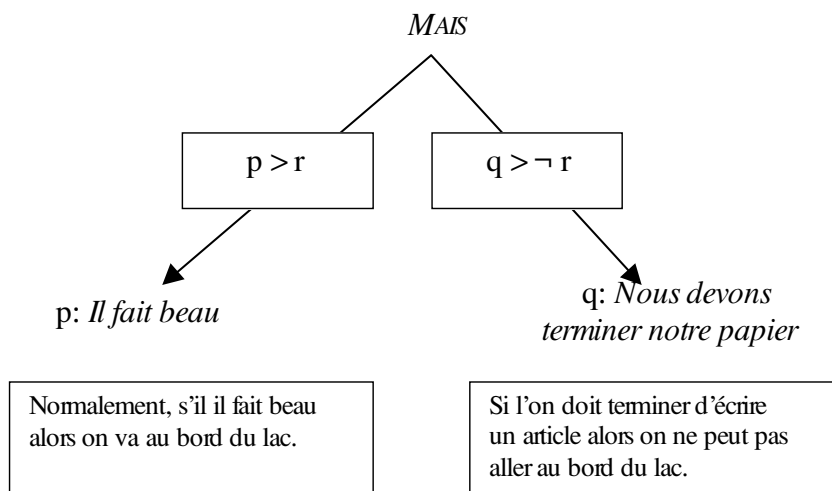 MAIS
p > r
q > ¬ r
p: Il fait beau
q: Nous devons
terminer notre papier
Normalement, s'il il fait beau
alors on va au bord du lac.
Si l'on doit terminer d'écrire
un article alors on ne peut pas
aller au bord du lac.